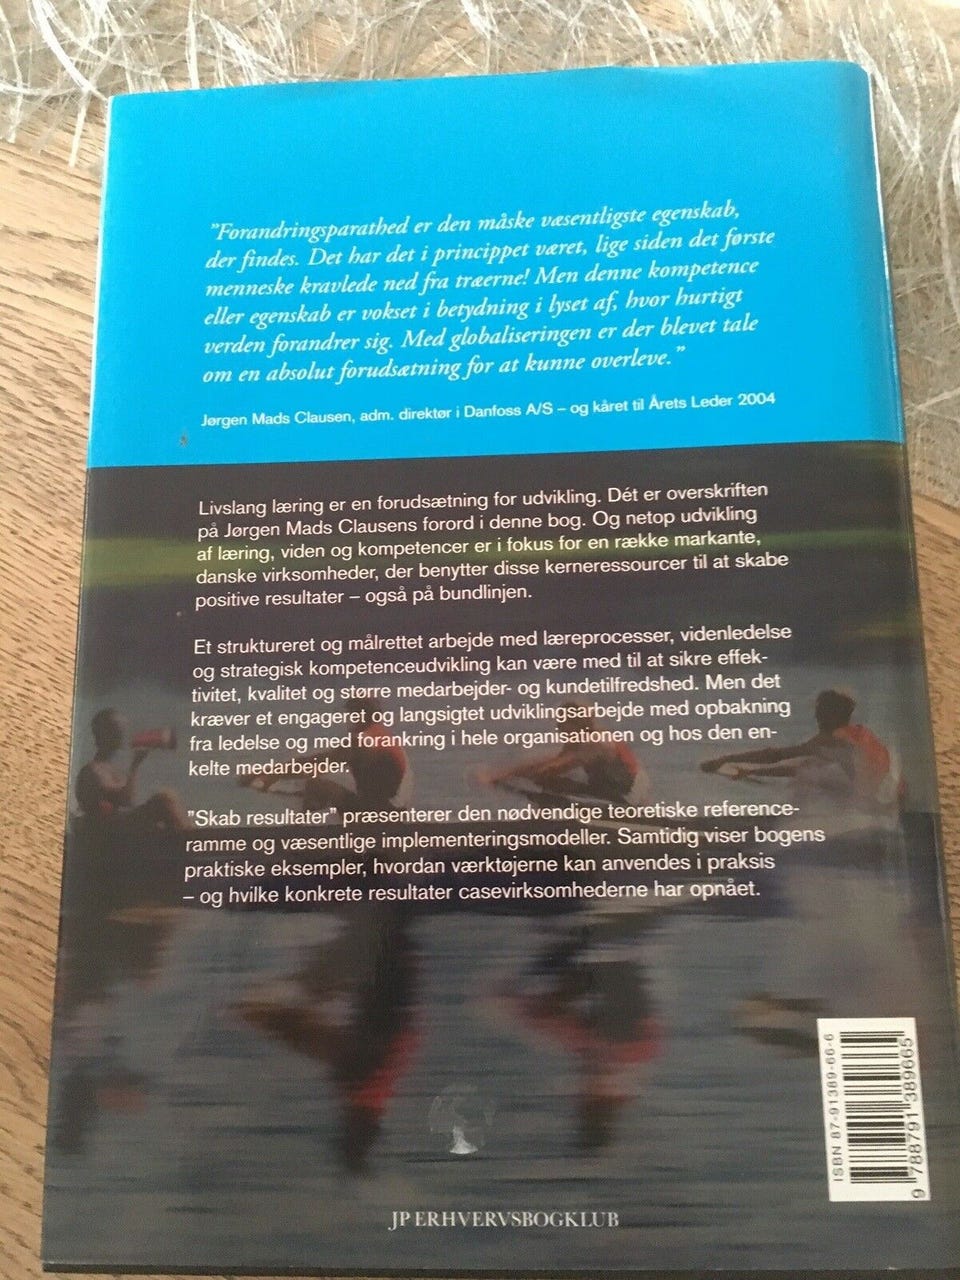 ”Forandringsparathed er den måske væsentligste egenskab,
der findes. Det har det i princippet været, lige siden det første
menneske kravlede ned fra træerne! Men denne kompetence
eller egenskab er vokset i betydning i lyset af, hvor hurtigt
verden forandrer sig. Med globaliseringen er der blevet tale
om en absolut forudsætning for at kunne overleve.”
Jørgen Mads Clausen, adm. direktør i Danfoss A/S – og kåret til Årets Leder 2004
Livslang læring er en forudsætning for udvikling. Dét er overskriften
på Jørgen Mads Clausens forord i denne bog. Og netop udvikling
af læring, viden og kompetencer er i fokus for en række markante,
danske virksomheder, der benytter disse kerneressourcer til at skabe
positive resultater – også på bundlinjen.
Et struktureret og målrettet arbejde med læreprocesser, videnledelse
og strategisk kompetenceudvikling kan være med til at sikre effek-
tivitet, kvalitet og større medarbejder- og kundetilfredshed. Men det
kræver et engageret og langsigtet udviklingsarbejde med opbakning
fra ledelse og med forankring i hele organisationen og hos den en-
kelte medarbejder.
”Skab resultater” præsenterer den nødvendige teoretiske reference-
ramme og væsentlige implementeringsmodeller. Samtidig viser bogens
praktiske eksempler, hvordan værktøjerne kan anvendes i praksis
– og hvilke konkrete resultater casevirksomhederne har opnået.
ISBN 87-91389-66-6
9 788791 389665
JP ERHVERVSBOGKLUB